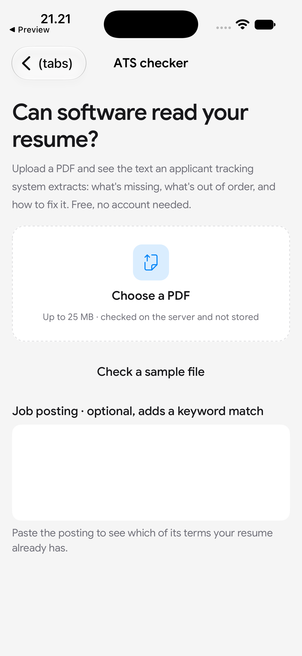 21.21
◀ Preview
(tabs)
ATS checker
Can software read your
resume?
Upload a PDF and see the text an applicant tracking
system extracts: what's missing, what's out of order, and
how to fix it. Free, no account needed.
Choose a PDF
Up to 25 MB · checked on the server and not stored
Check a sample file
Job posting · optional, adds a keyword match
Paste the posting to see which of its terms your resume
already has.